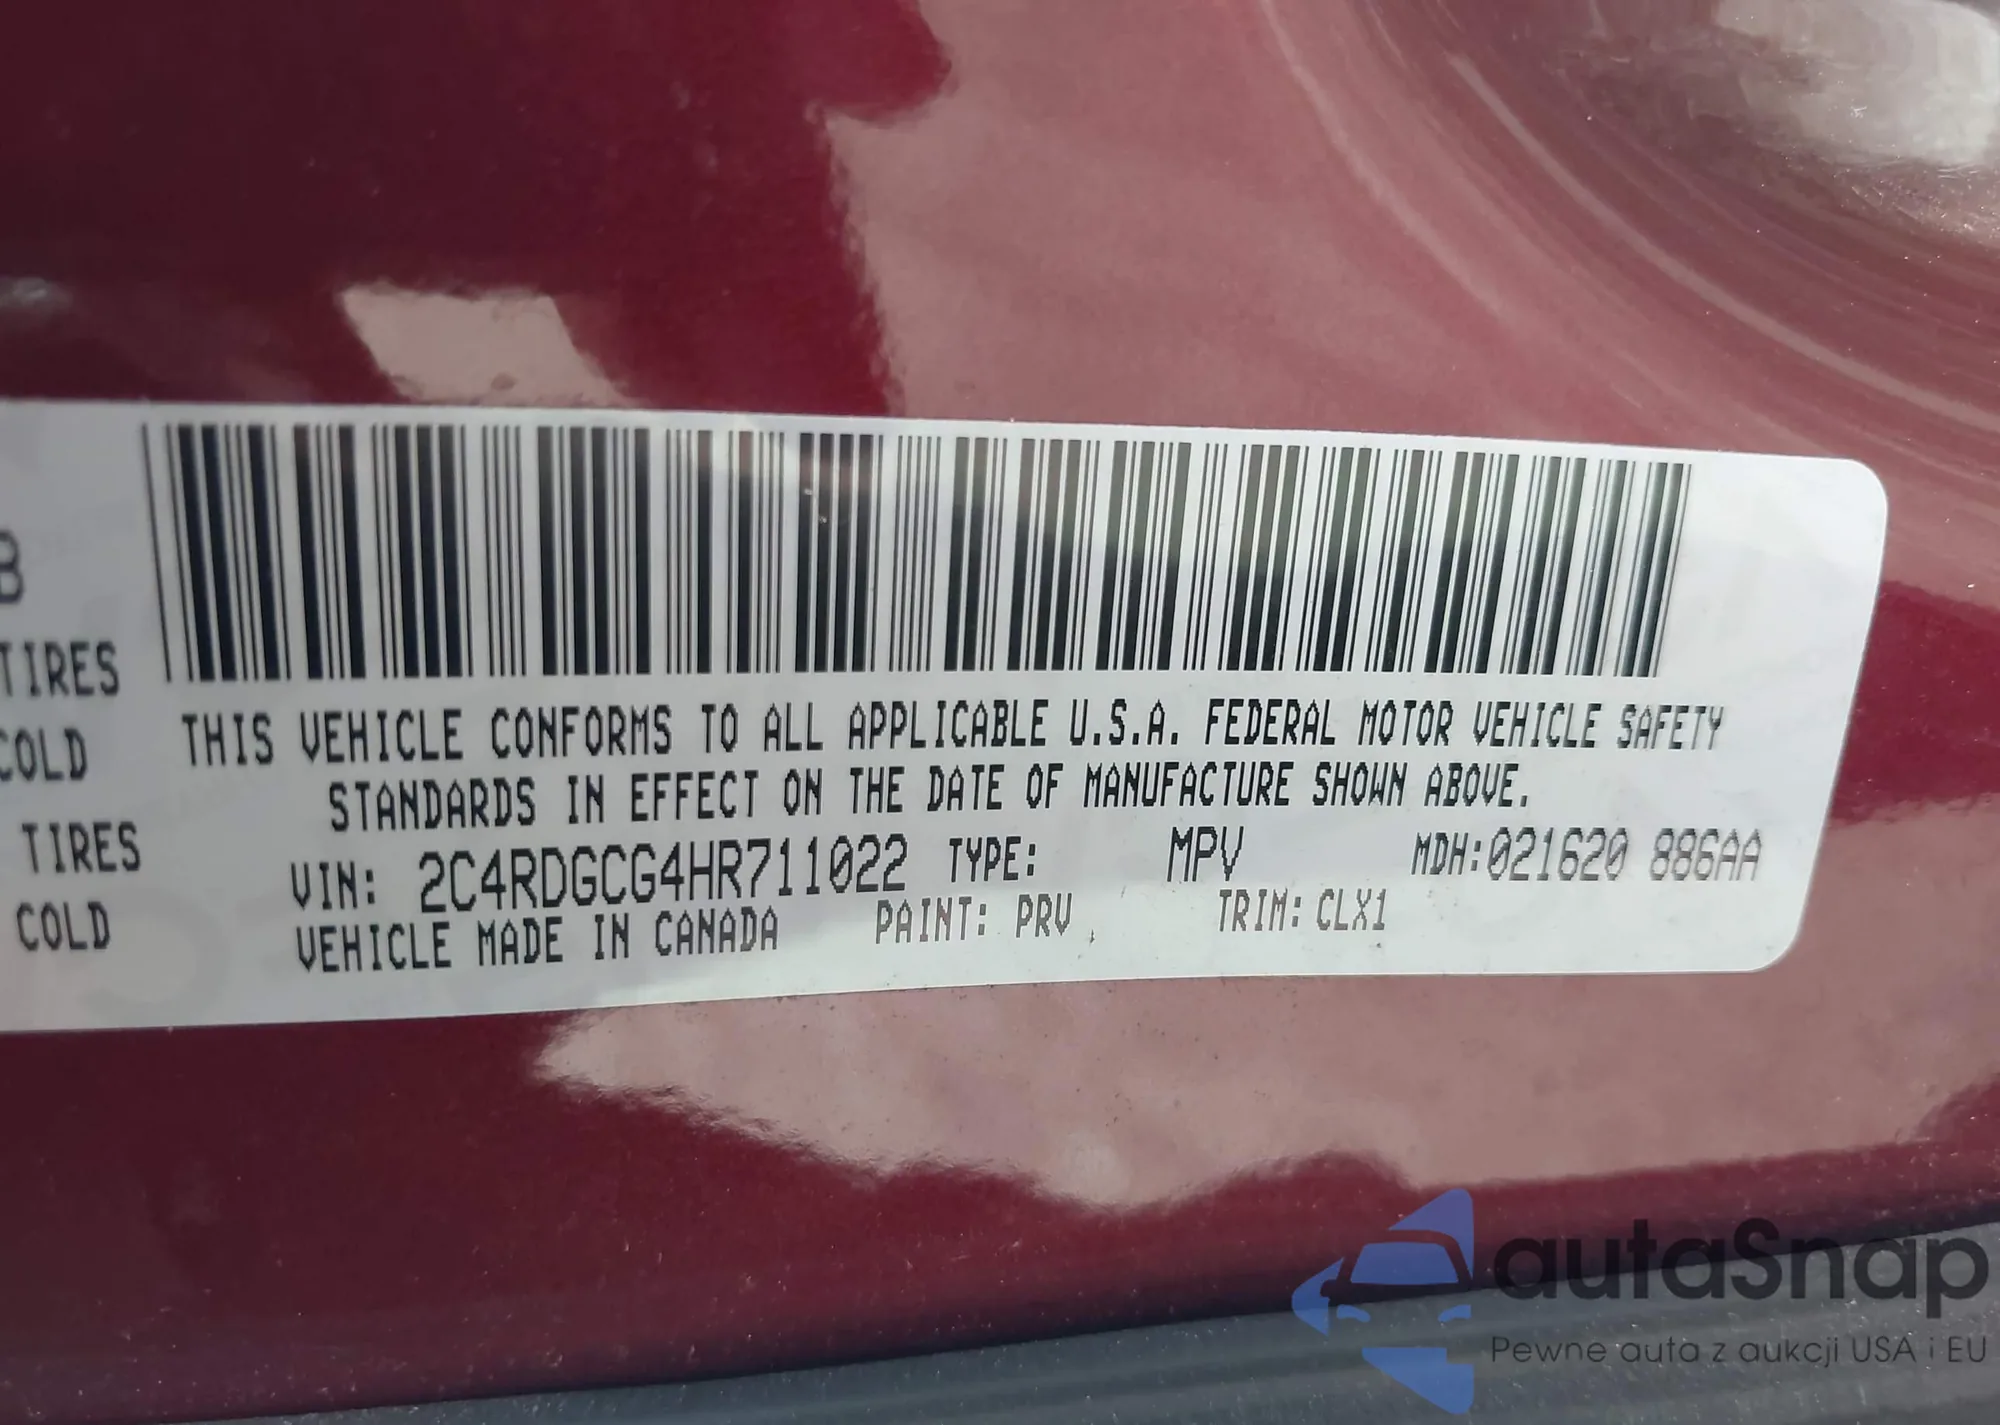 B
TIRES
COLD
TIRES
COLD
THIS VEHICLE CONFORMS TO ALL APPLICABLE U.S.A. FEDERAL MOTOR VEHICLE SAFETY
STANDARDS IN EFFECT ON THE DATE OF MANUFACTURE SHOWN ABOVE.
VIN: 2C4RDGCG4HR711022 TYPE: MPV MDH:021620 886AA
VEHICLE MADE IN CANADA PAINT: PRV TRIM: CLX1
autaSnap
Pewne auta z aukcji USA i EU